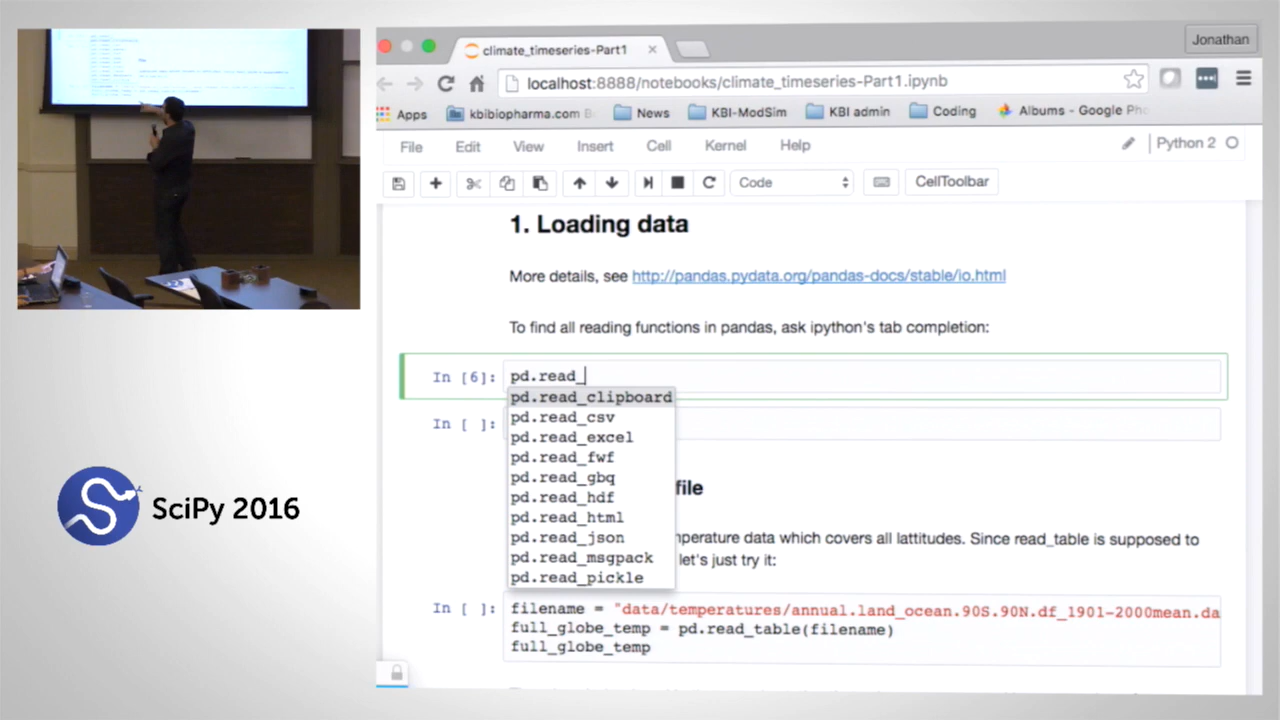 climate_timeseries-Part1
Jonathan
localhost:8888/notebooks/climate_timeseries-Part1.ipynb
Apps kbibiopharma.com B News KBI-ModSim KBI admin Coding Albums - Google Pho
File Edit View Insert Cell Kernel Help Python 2
Code CellToolbar
1. Loading data
More details, see http://pandas.pydata.org/pandas-docs/stable/io.html
To find all reading functions in pandas, ask ipython's tab completion:
In [6]: pd.read_
pd.read_clipboard
pd.read_csv
In [ ]:
pd.read_excel
pd.read_fwf
pd.read_gbq
pd.read_hdf
file
pd.read_html
pd.read_json
nperature data which covers all lattitudes. Since read_table is supposed to
pd.read_msgpack
let's just try it:
pd.read_pickle
In [ ]: filename = "data/temperatures/annual.land_ocean.90S.90N.df_1901-2000mean.da
full_globe_temp = pd.read_table(filename)
full_globe_temp
SciPy 2016